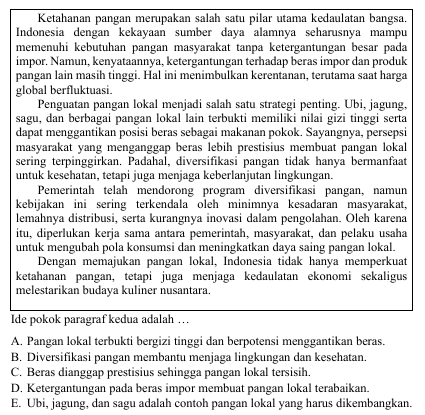 Ketahanan pangan merupakan salah satu pilar utama kedaulatan bangsa.
Indonesia dengan kekayaan sumber daya alamnya seharusnya mampu
memenuhi kebutuhan pangan masyarakat tanpa ketergantungan besar pada
impor. Namun, kenyataannya, ketergantungan terhadap beras impor dan produk
pangan lain masih tinggi. Hal ini menimbulkan kerentanan, terutama saat harga
global berfluktuasi.
Penguatan pangan lokal menjadi salah satu strategi penting. Ubi, jagung,
sagu, dan berbagai pangan lokal lain terbukti memiliki nilai gizi tinggi serta
dapat menggantikan posisi beras sebagai makanan pokok. Sayangnya, persepsi
masyarakat yang menganggap beras lebih prestisius membuat pangan lokal
sering terpinggirkan. Padahal, diversifikasi pangan tidak hanya bermanfaat
untuk kesehatan, tetapi juga menjaga keberlanjutan lingkungan.
Pemerintah telah mendorong program diversifikasi pangan, namun
kebijakan ini sering terkendala oleh minimnya kesadaran masyarakat,
lemahnya distribusi, serta kurangnya inovasi dalam pengolahan. Oleh karena
itu, diperlukan kerja sama antara pemerintah, masyarakat, dan pelaku usaha
untuk mengubah pola konsumsi dan meningkatkan daya saing pangan lokal.
Dengan memajukan pangan lokal, Indonesia tidak hanya memperkuat
ketahanan pangan, tetapi juga menjaga kedaulatan ekonomi sekaligus
melestarikan budaya kuliner nusantara.
Ide pokok paragraf kedua adalah …
A. Pangan lokal terbukti bergizi tinggi dan berpotensi menggantikan beras.
B. Diversifikasi pangan membantu menjaga lingkungan dan kesehatan.
C. Beras dianggap prestisius sehingga pangan lokal tersisih.
D. Ketergantungan pada beras impor membuat pangan lokal terabaikan.
E. Ubi, jagung, dan sagu adalah contoh pangan lokal yang harus dikembangkan.